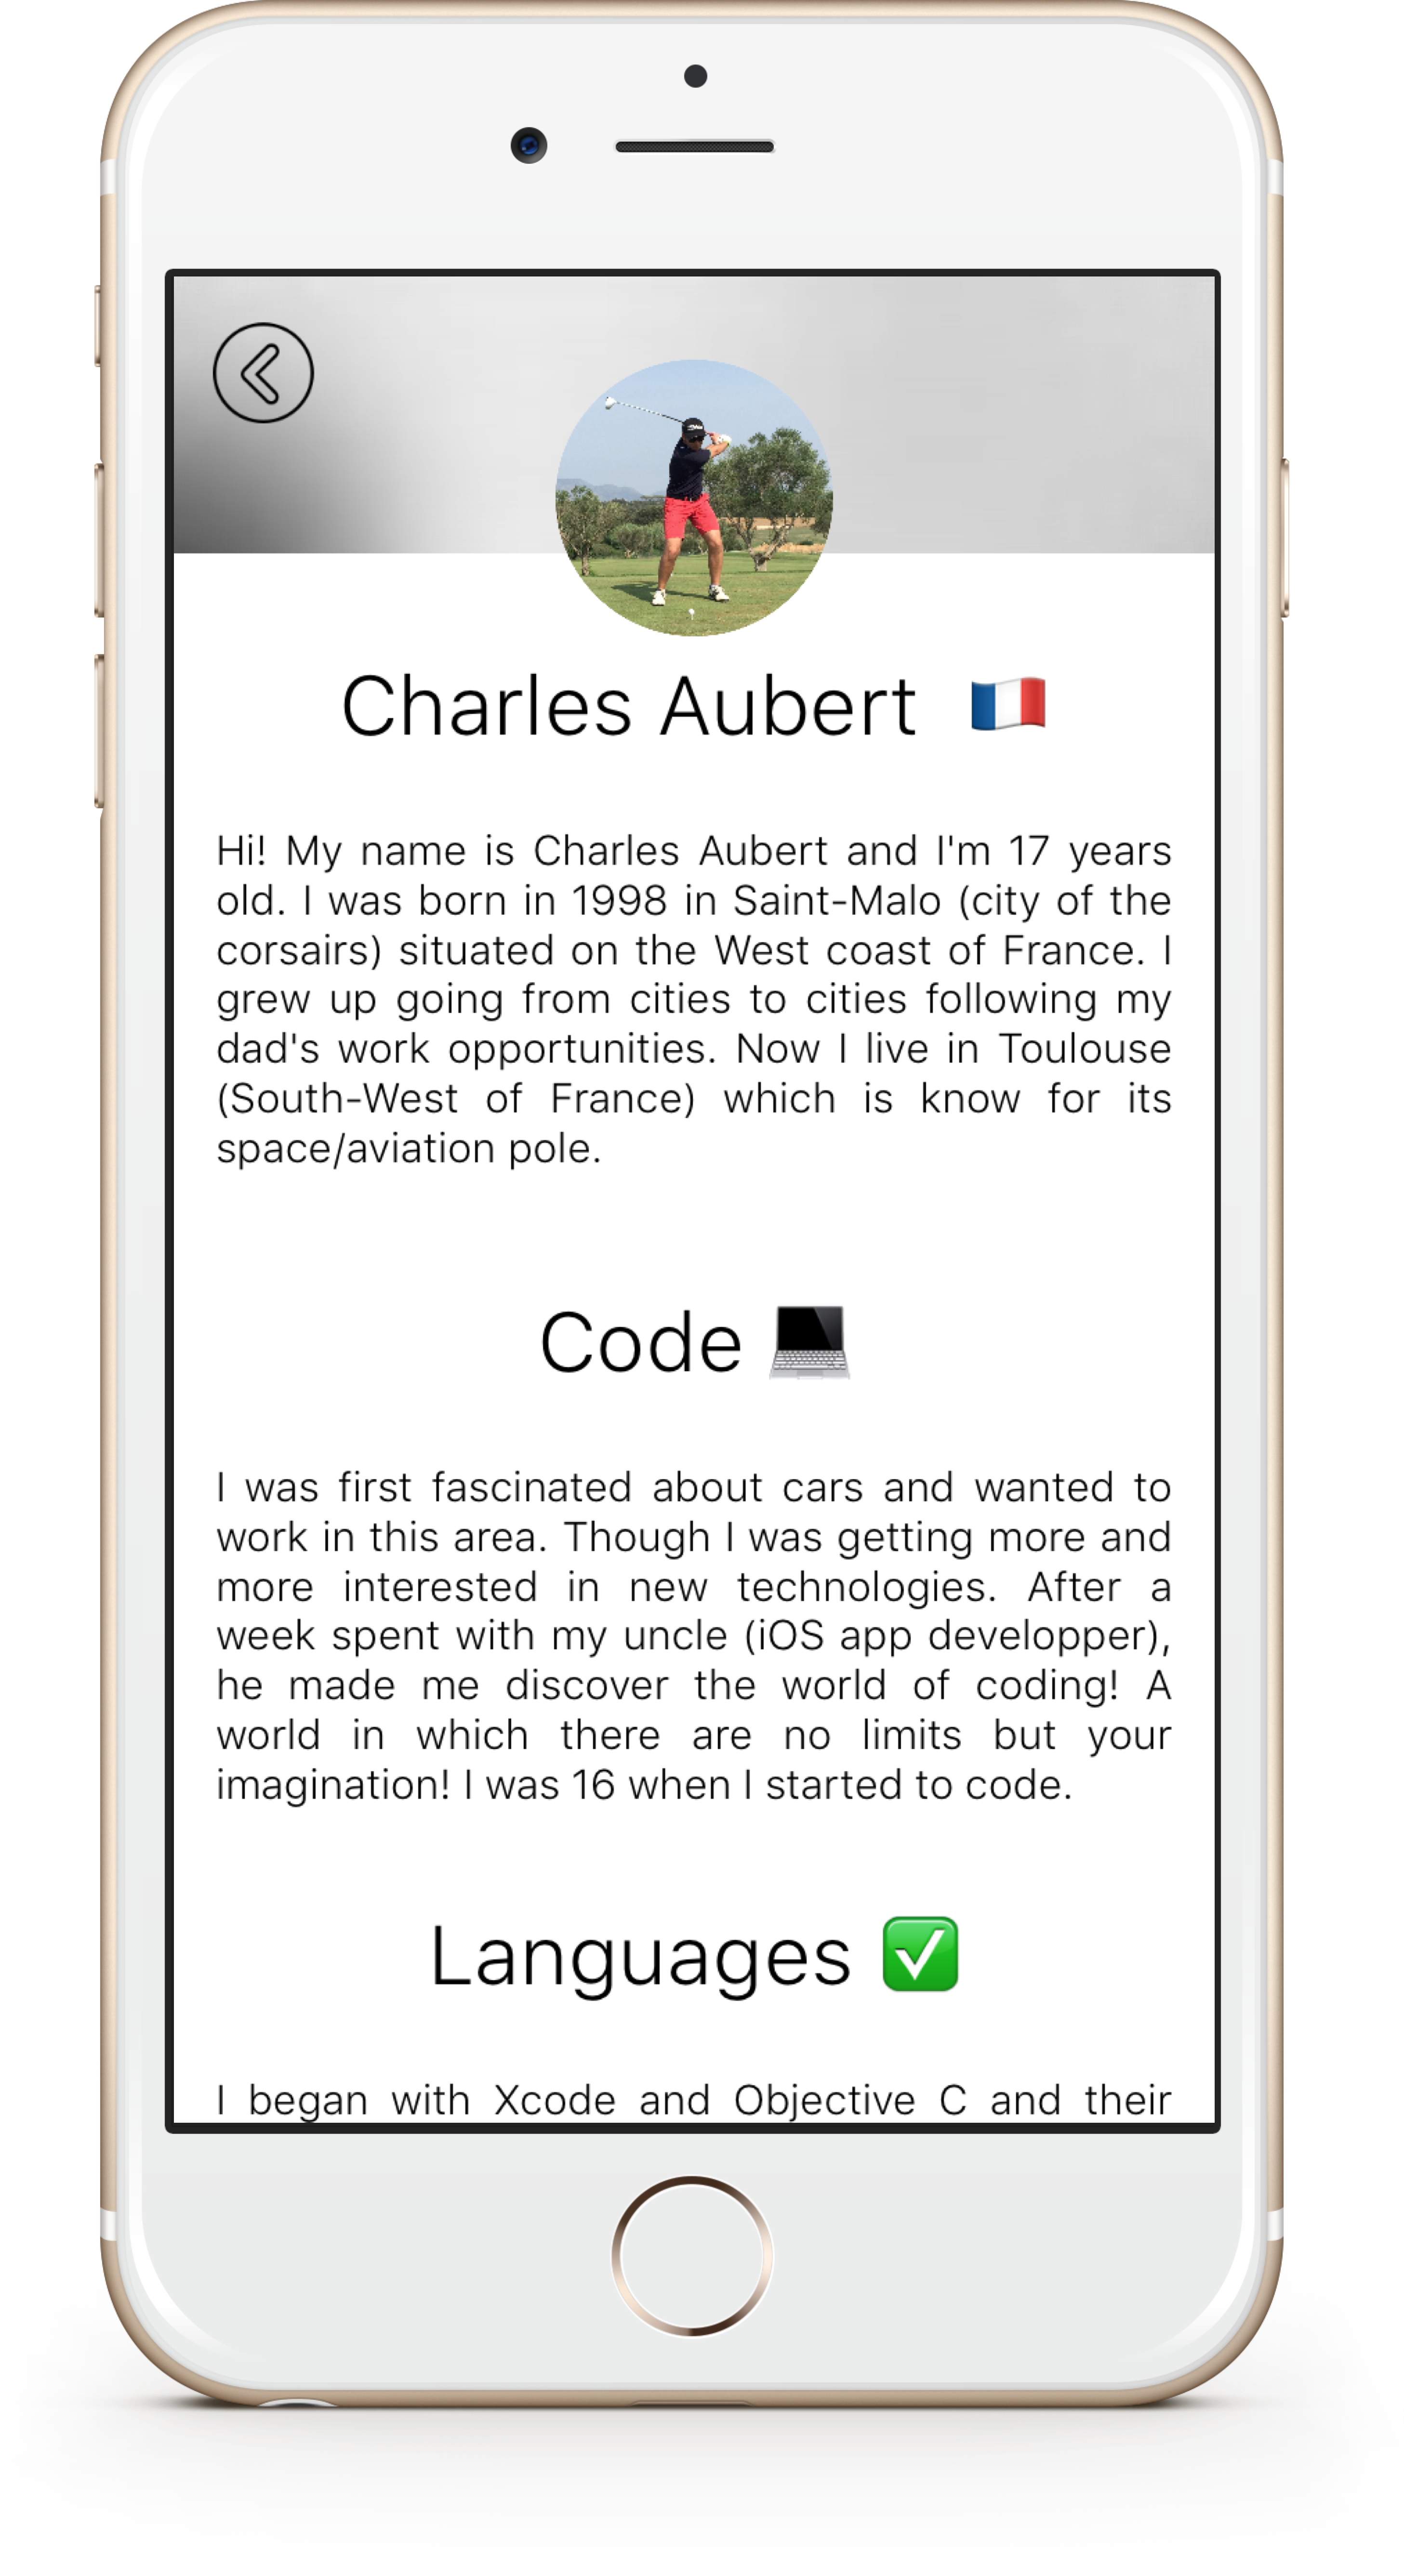 Charles Aubert 🇫🇷
Hi! My name is Charles Aubert and I'm 17 years
old. I was born in 1998 in Saint-Malo (city of the
corsairs) situated on the West coast of France. I
grew up going from cities to cities following my
dad's work opportunities. Now I live in Toulouse
(South-West of France) which is know for its
space/aviation pole.
Code 💻
I was first fascinated about cars and wanted to
work in this area. Though I was getting more and
more interested in new technologies. After a
week spent with my uncle (iOS app developper),
he made me discover the world of coding! A
world in which there are no limits but your
imagination! I was 16 when I started to code.
Languages ✅
I began with Xcode and Objective C and their